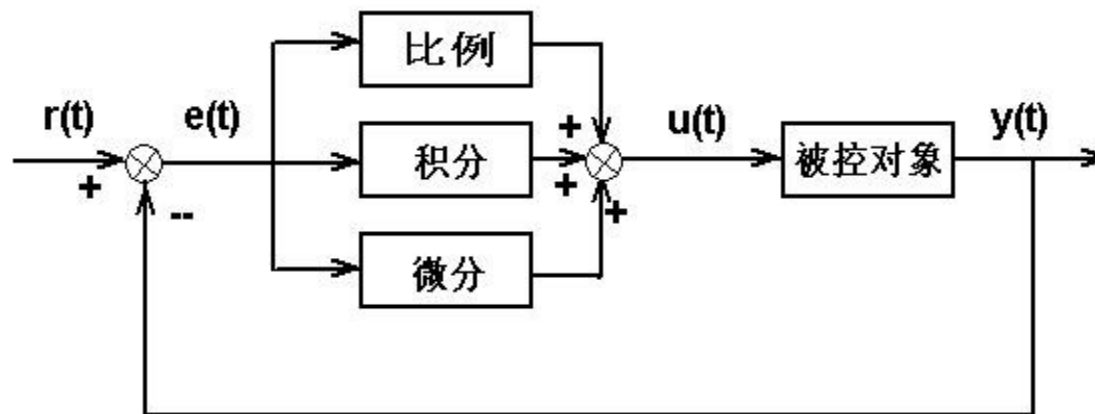 比例
r(t)
e(t)
+
u(t)
y(t)
积分
被控对象
+
+
--
+
微分